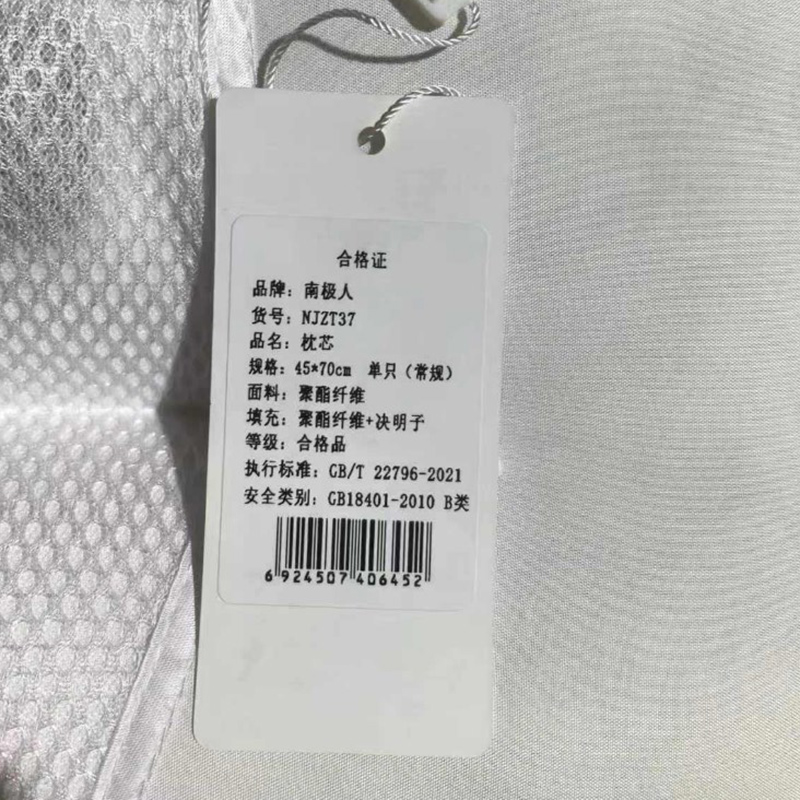 合格证
品牌：南极人
货号：NJZT37
品名：枕芯
规格：45*70cm 单只（常规）
面料：聚酯纤维
填充：聚酯纤维+决明子
等级：合格品
执行标准：GB/T 22796-2021
安全类别：GB18401-2010 B类
6924507406452